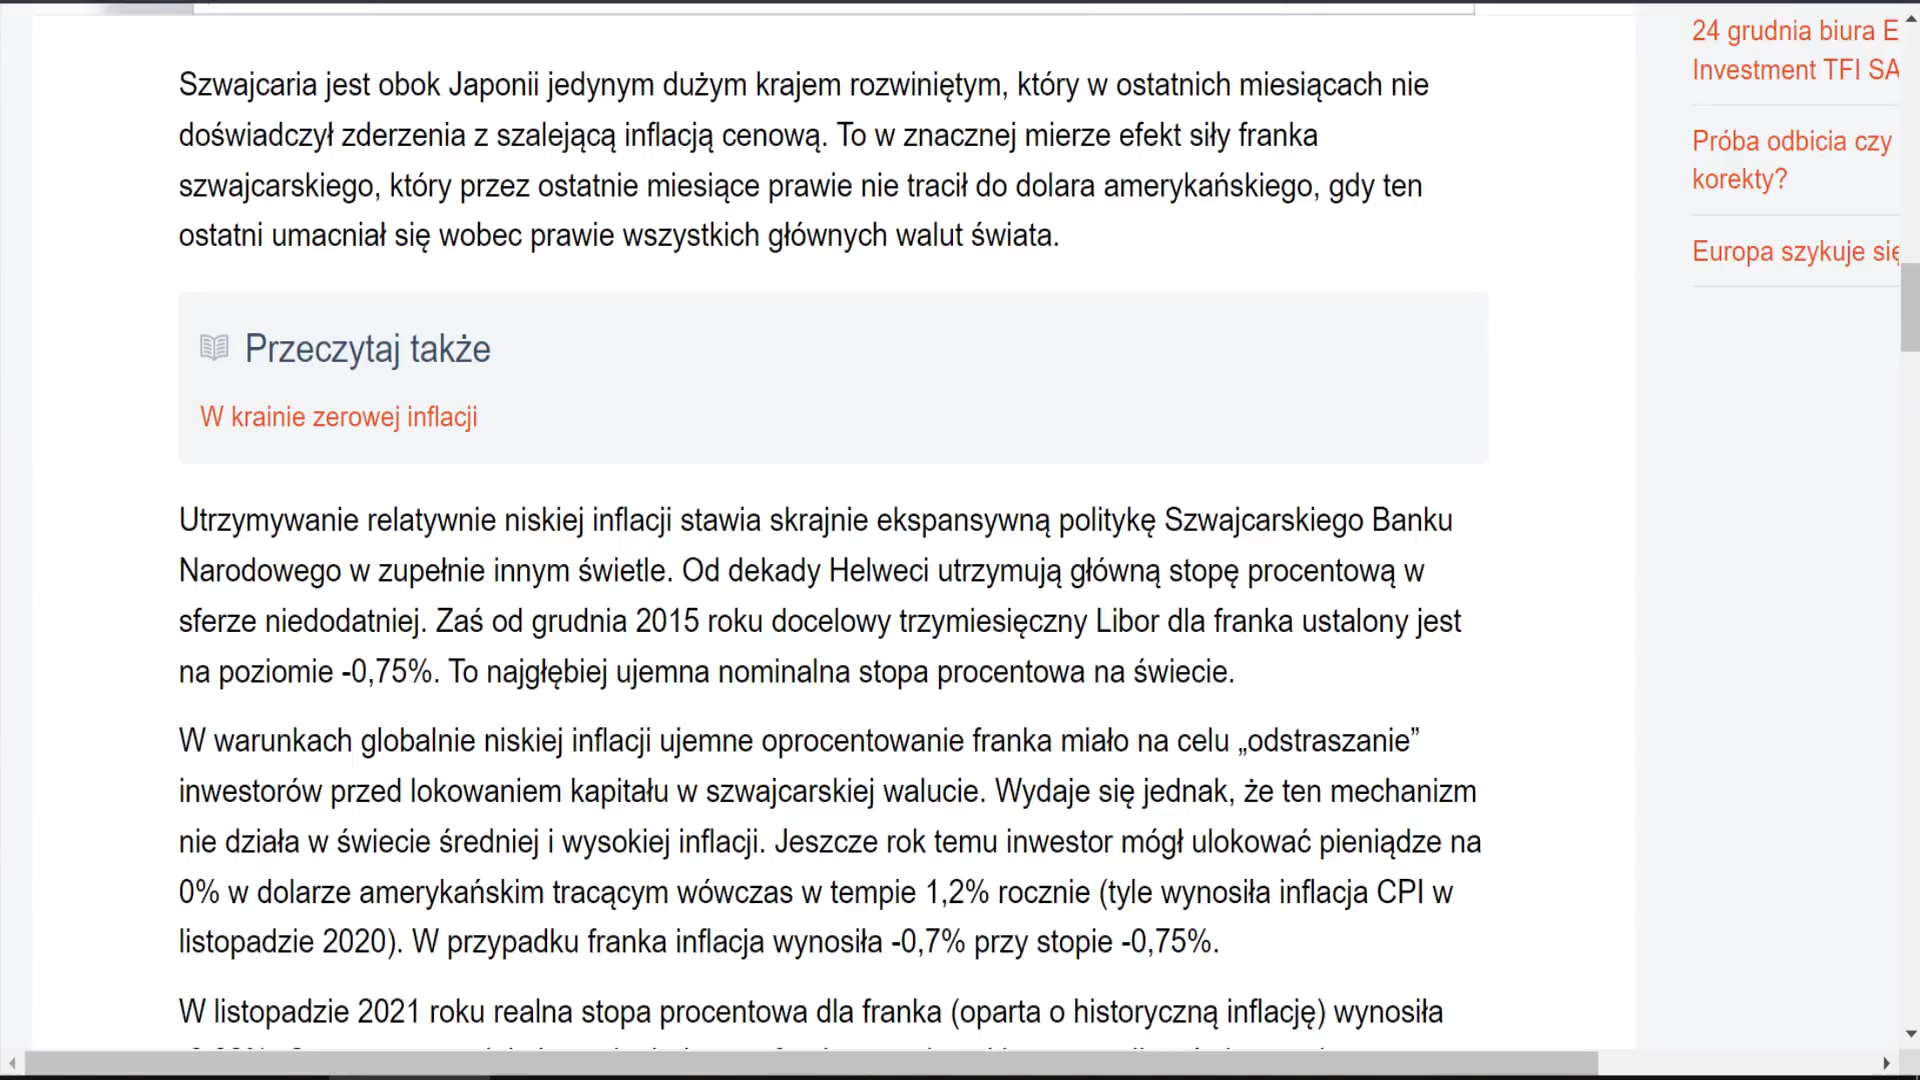 Szwajcaria jest obok Japonii jedynym dużym krajem rozwiniętym, który w ostatnich miesiącach nie
doświadczył zderzenia z szalejącą inflacją cenową. To w znacznej mierze efekt siły franka
szwajcarskiego, który przez ostatnie miesiące prawie nie tracił do dolara amerykańskiego, gdy ten
ostatni umacniał się wobec prawie wszystkich głównych walut świata.
Przeczytaj także
W krainie zerowej inflacji
Utrzymywanie relatywnie niskiej inflacji stawia skrajnie ekspansywną politykę Szwajcarskiego Banku
Narodowego w zupełnie innym świetle. Od dekady Helweci utrzymują główną stopę procentową w
sferze niedodatniej. Zaś od grudnia 2015 roku docelowy trzymiesięczny Libor dla franka ustalony jest
na poziomie -0,75%. To najgłębiej ujemna nominalna stopa procentowa na świecie.
W warunkach globalnie niskiej inflacji ujemne oprocentowanie franka miało na celu „odstraszanie”
inwestorów przed lokowaniem kapitału w szwajcarskiej walucie. Wydaje się jednak, że ten mechanizm
nie działa w świecie średniej i wysokiej inflacji. Jeszcze rok temu inwestor mógł ulokować pieniądze na
0% w dolarze amerykańskim tracącym wówczas w tempie 1,2% rocznie (tyle wynosiła inflacja CPI w
listopadzie 2020). W przypadku franka inflacja wynosiła -0,7% przy stopie -0,75%.
W listopadzie 2021 roku realna stopa procentowa dla franka (oparta o historyczną inflację) wynosiła
24 grudnia biura E
Investment TFI SA
Próba odbicia czy
korekty?
Europa szykuje się